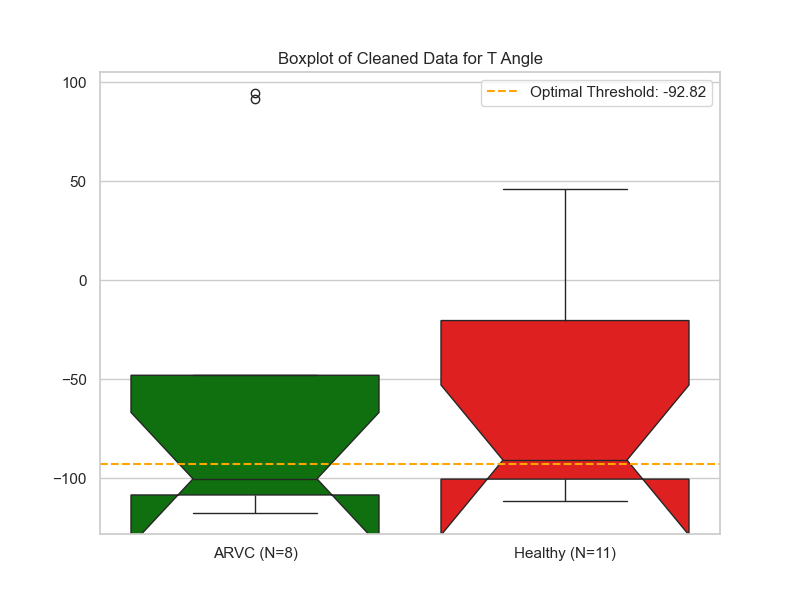 Boxplot of Cleaned Data for T Angle
Optimal Threshold: -92.82
100
50
0
−50
−100
ARVC (N=8)
Healthy (N=11)